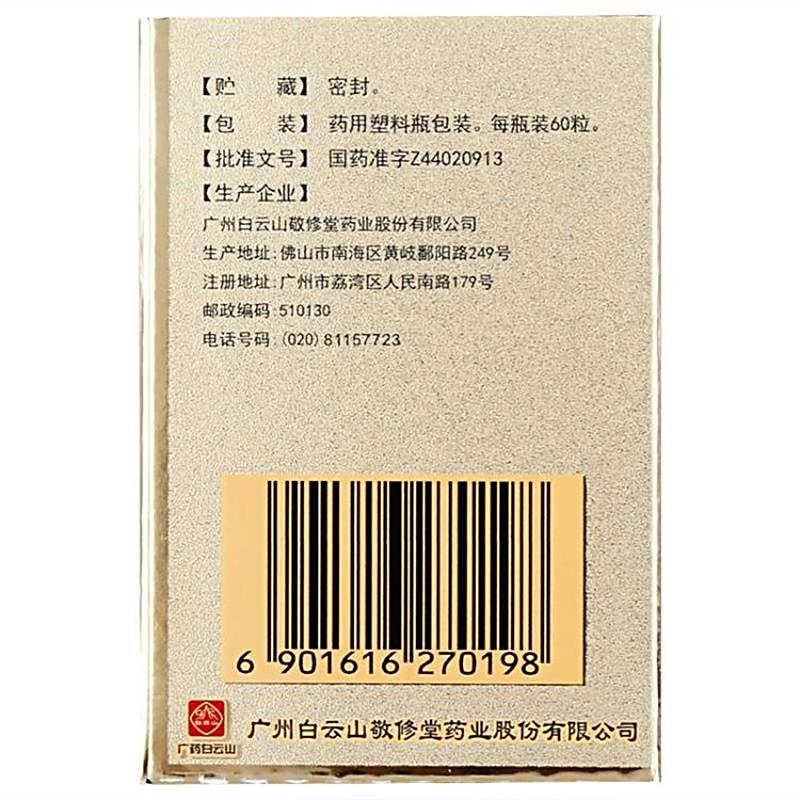 【贮 藏】 密封。
【包 装】 药用塑料瓶包装。每瓶装60粒。
【批准文号】 国药准字Z44020913
【生产企业】
广州白云山敬修堂药业股份有限公司
生产地址:佛山市南海区黄岐鄱阳路249号
注册地址:广州市荔湾区人民南路179号
邮政编码:510130
电话号码:(020)81157723
6 901616 270198
白云山
广药白云山
广州白云山敬修堂药业股份有限公司